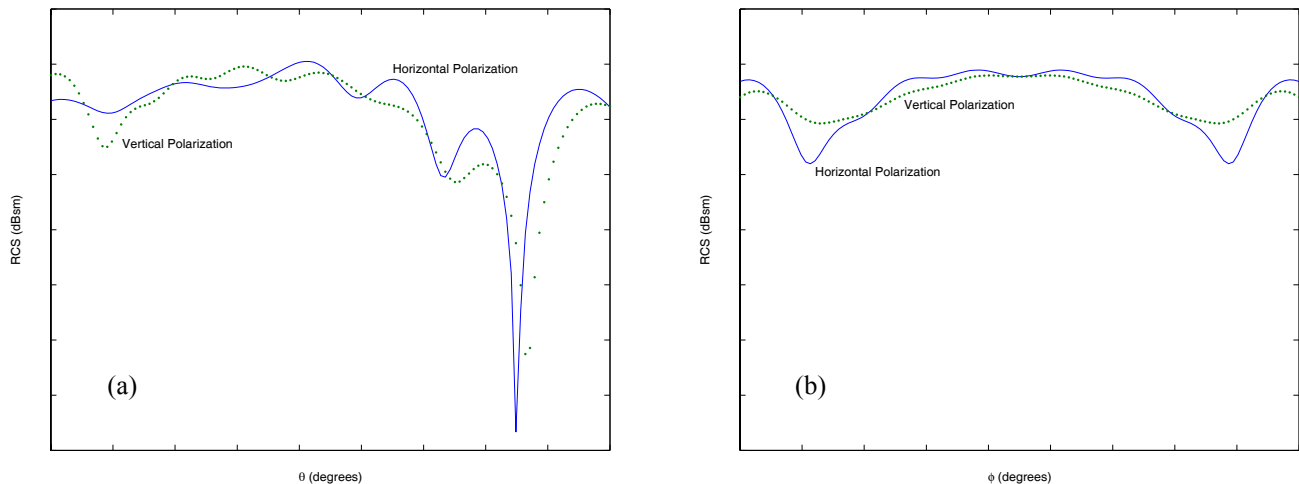 RCS (dBsm)
Horizontal Polarization
Vertical Polarization
(a)
θ (degrees)
RCS (dBsm)
Vertical Polarization
Horizontal Polarization
(b)
ϕ (degrees)